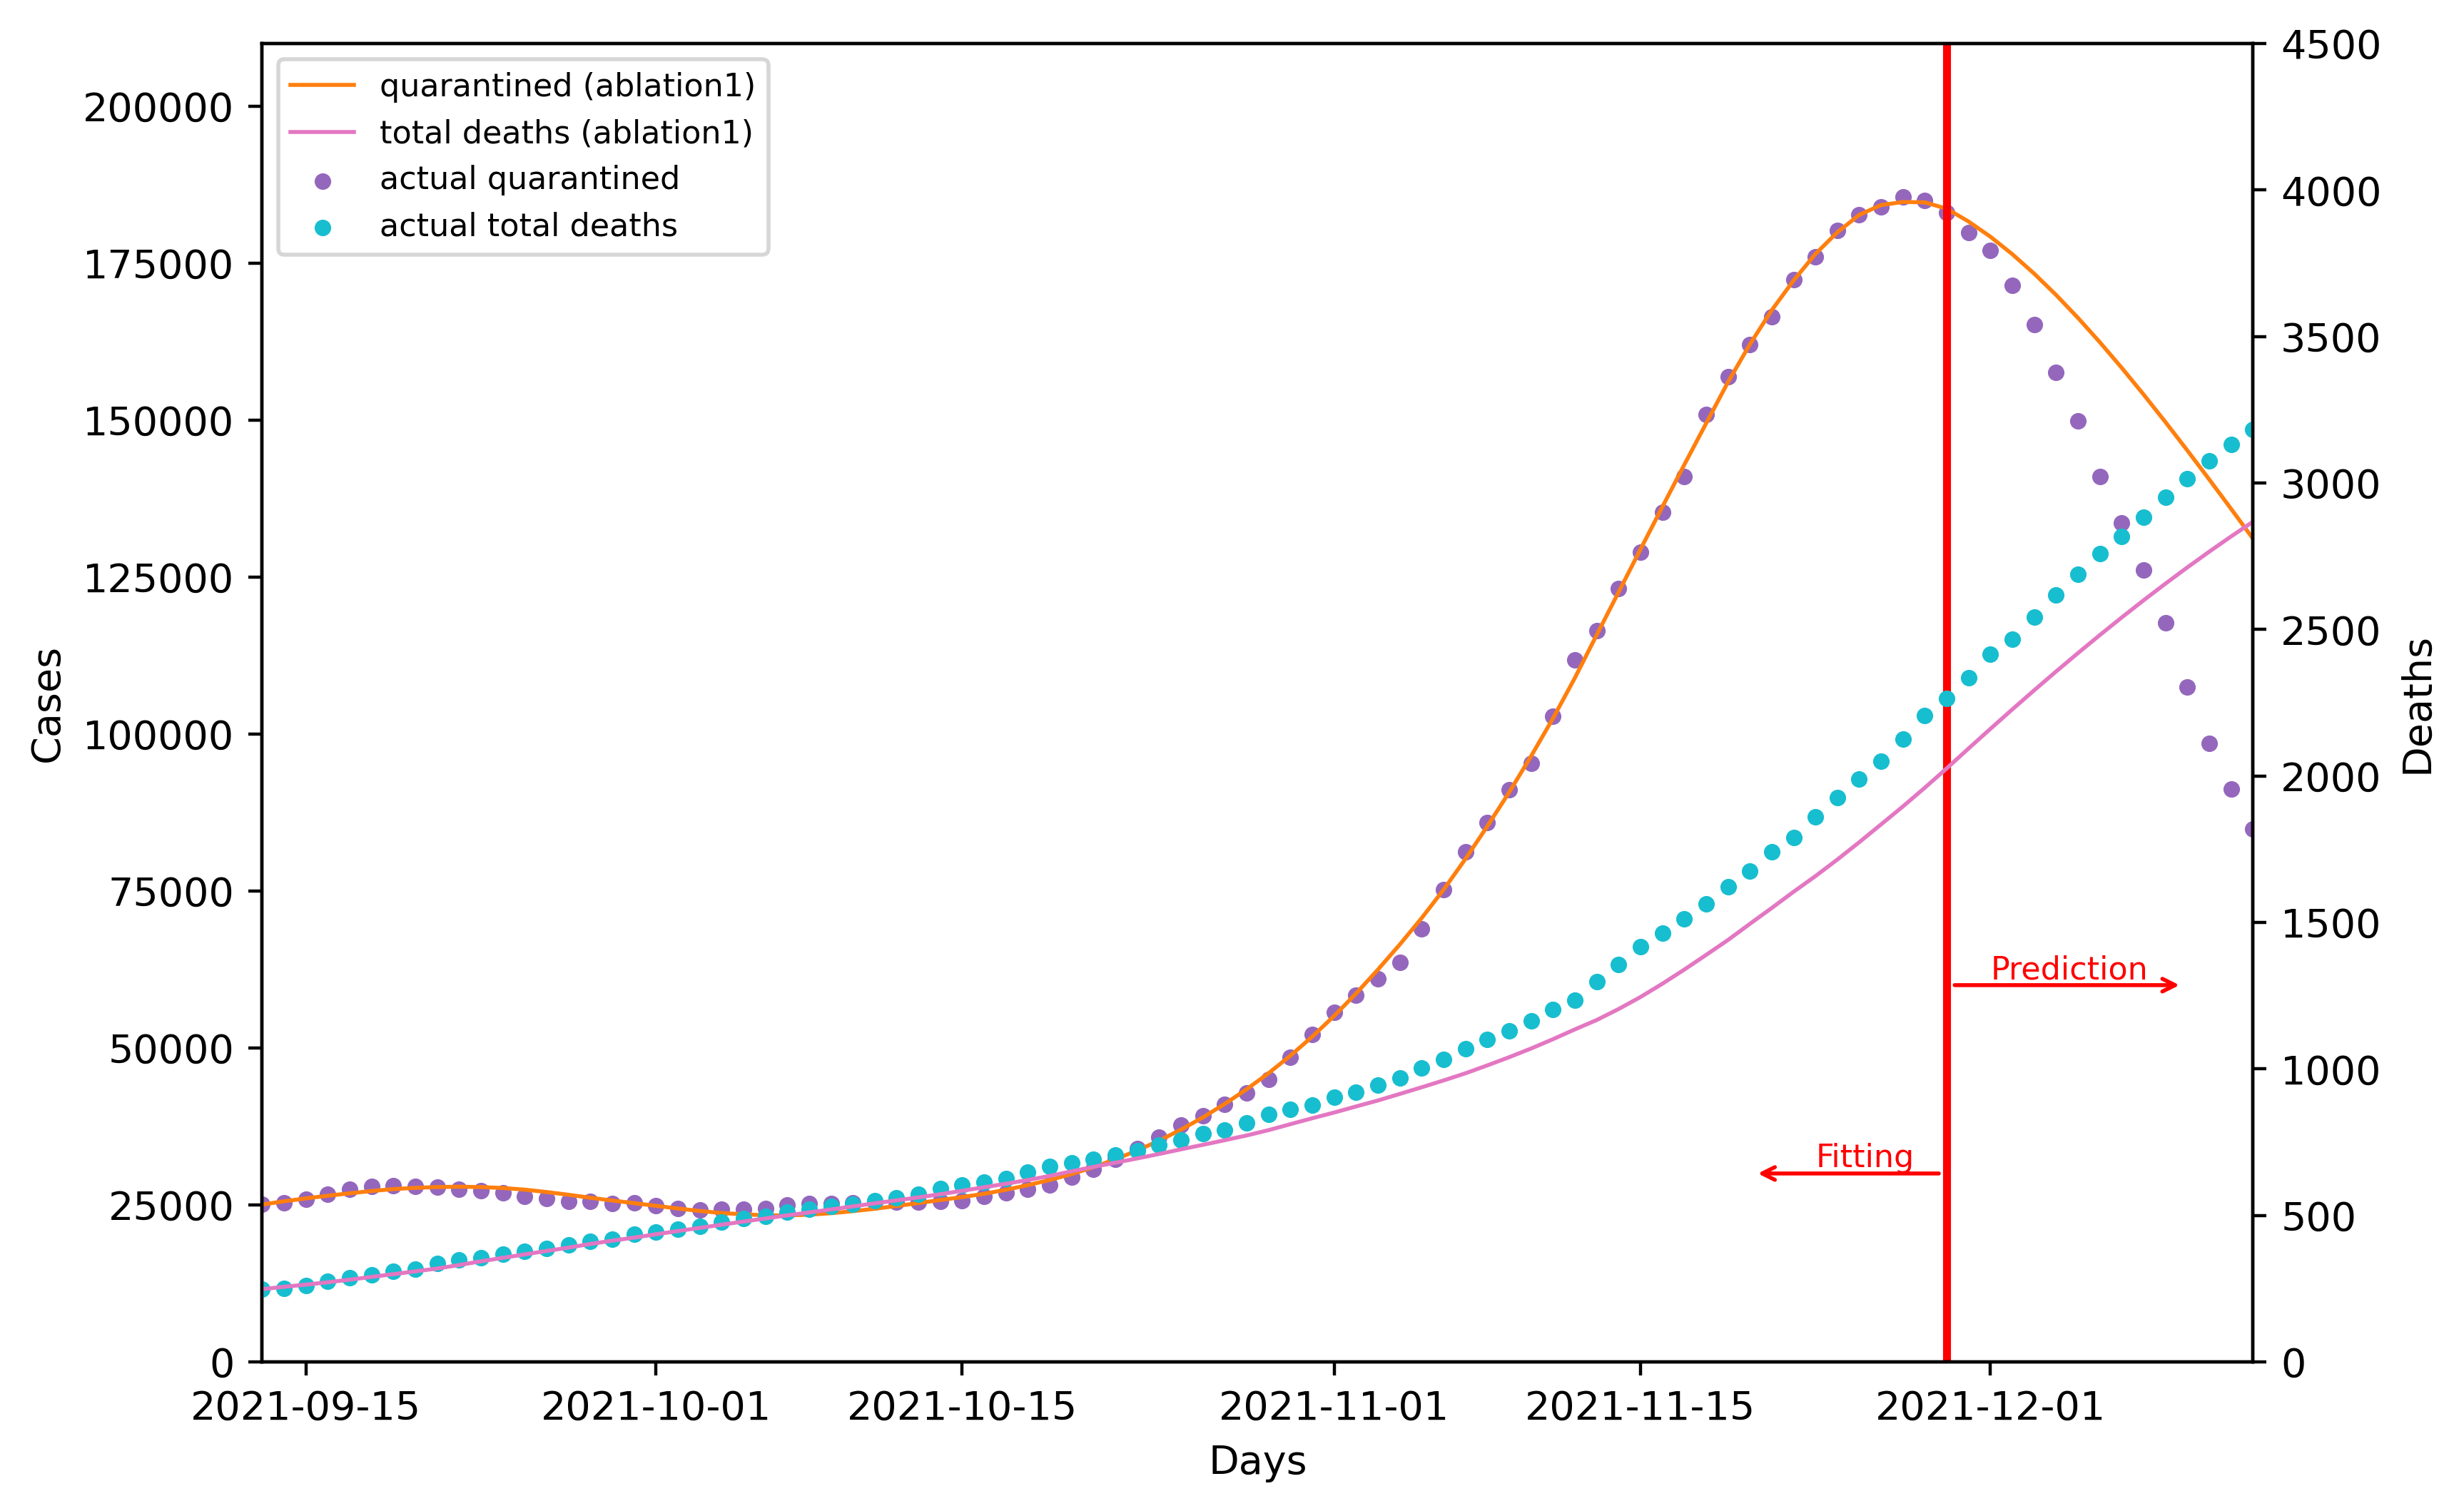 quarantined (ablation1)
total deaths (ablation1)
actual quarantined
actual total deaths
200000
175000
150000
125000
100000
75000
50000
25000
0
Cases
4500
4000
3500
3000
2500
2000
1500
1000
500
0
Deaths
Prediction
Fitting
2021-09-15
2021-10-01
2021-10-15
2021-11-01
2021-11-15
2021-12-01
Days